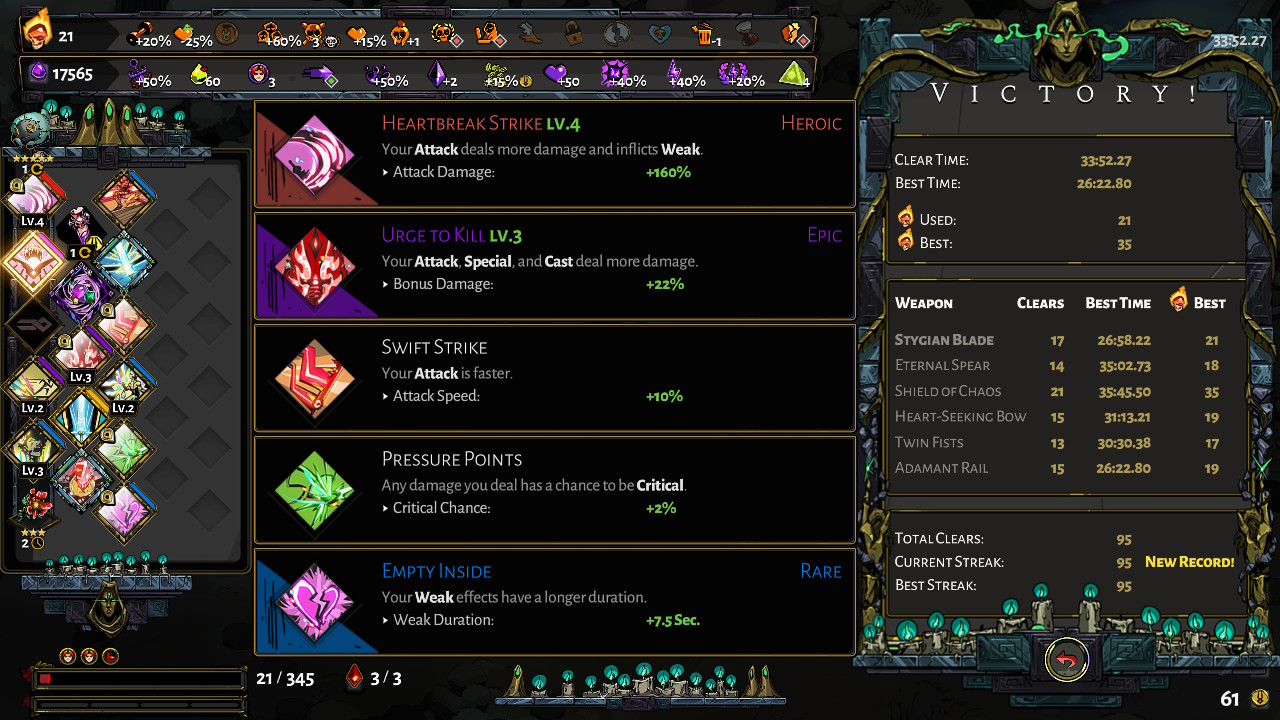 21
+20%
-25%
+60%
3
+15%
+1
-1
17565
+50%
60
3
+50%
+2
+15%
+50
+40%
+40%
+20%
4
1
Lv.4
1
Lv.3
Lv.2
Lv.2
Lv.3
2
HEARTBREAK STRIKE LV.4
HEROIC
Your Attack deals more damage and inflicts Weak.
Attack Damage: +160%
URGE TO KILL LV.3
EPIC
Your Attack, Special, and Cast deal more damage.
Bonus Damage: +22%
SWIFT STRIKE
Your Attack is faster.
Attack Speed: +10%
PRESSURE POINTS
Any damage you deal has a chance to be Critical.
Critical Chance: +2%
EMPTY INSIDE
RARE
Your Weak effects have a longer duration.
Weak Duration: +7.5 Sec.
21 / 345
3 / 3
33:52.27
VICTORY!
CLEAR TIME: 33:52.27
BEST TIME: 26:22.80
USED: 21
BEST: 35
WEAPON CLEARS BEST TIME BEST
STYGIAN BLADE 17 26:58.22 21
ETERNAL SPEAR 14 35:02.73 18
SHIELD OF CHAOS 21 35:45.50 35
HEART-SEEKING BOW 15 31:13.21 19
TWIN FISTS 13 30:30.38 17
ADAMANT RAIL 15 26:22.80 19
TOTAL CLEARS: 95
CURRENT STREAK: 95 NEW RECORD!
BEST STREAK: 95
61